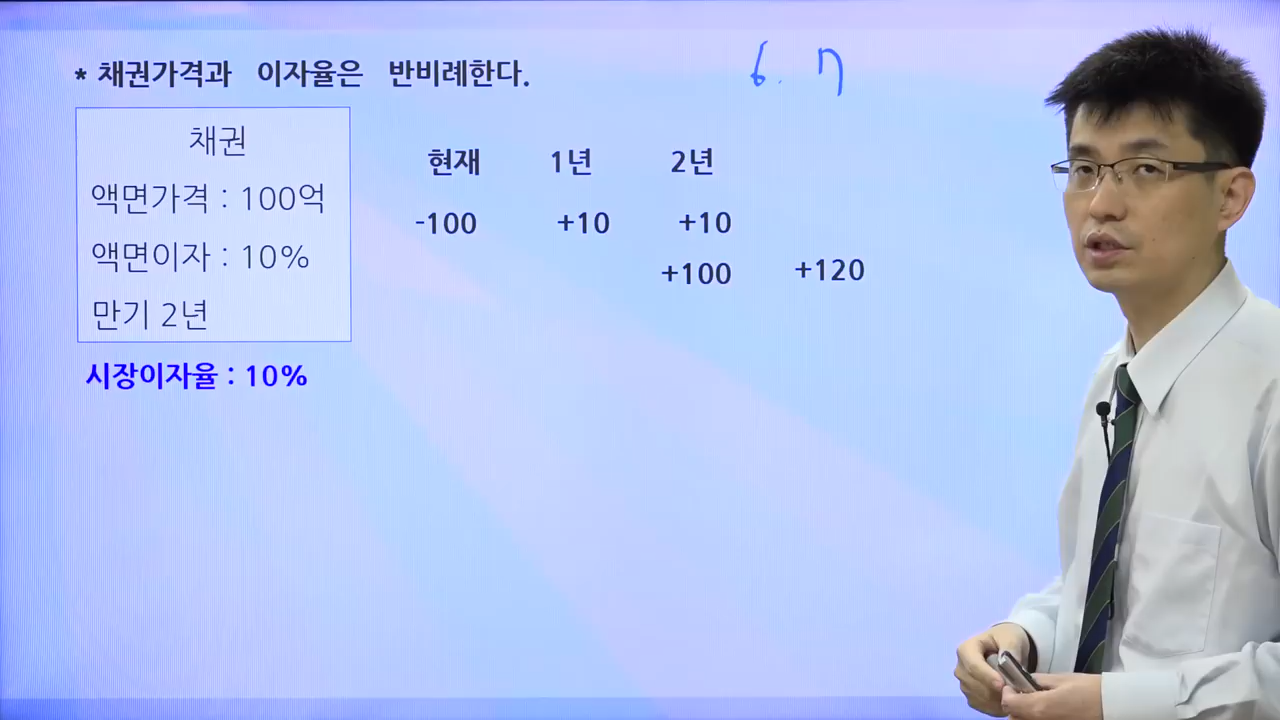 * 채권가격과 이자율은 반비례한다.
6. 7
채권
액면가격 : 100억
액면이자 : 10%
만기 2년
시장이자율 : 10%
현재 1년 2년
-100 +10 +10
+100 +120